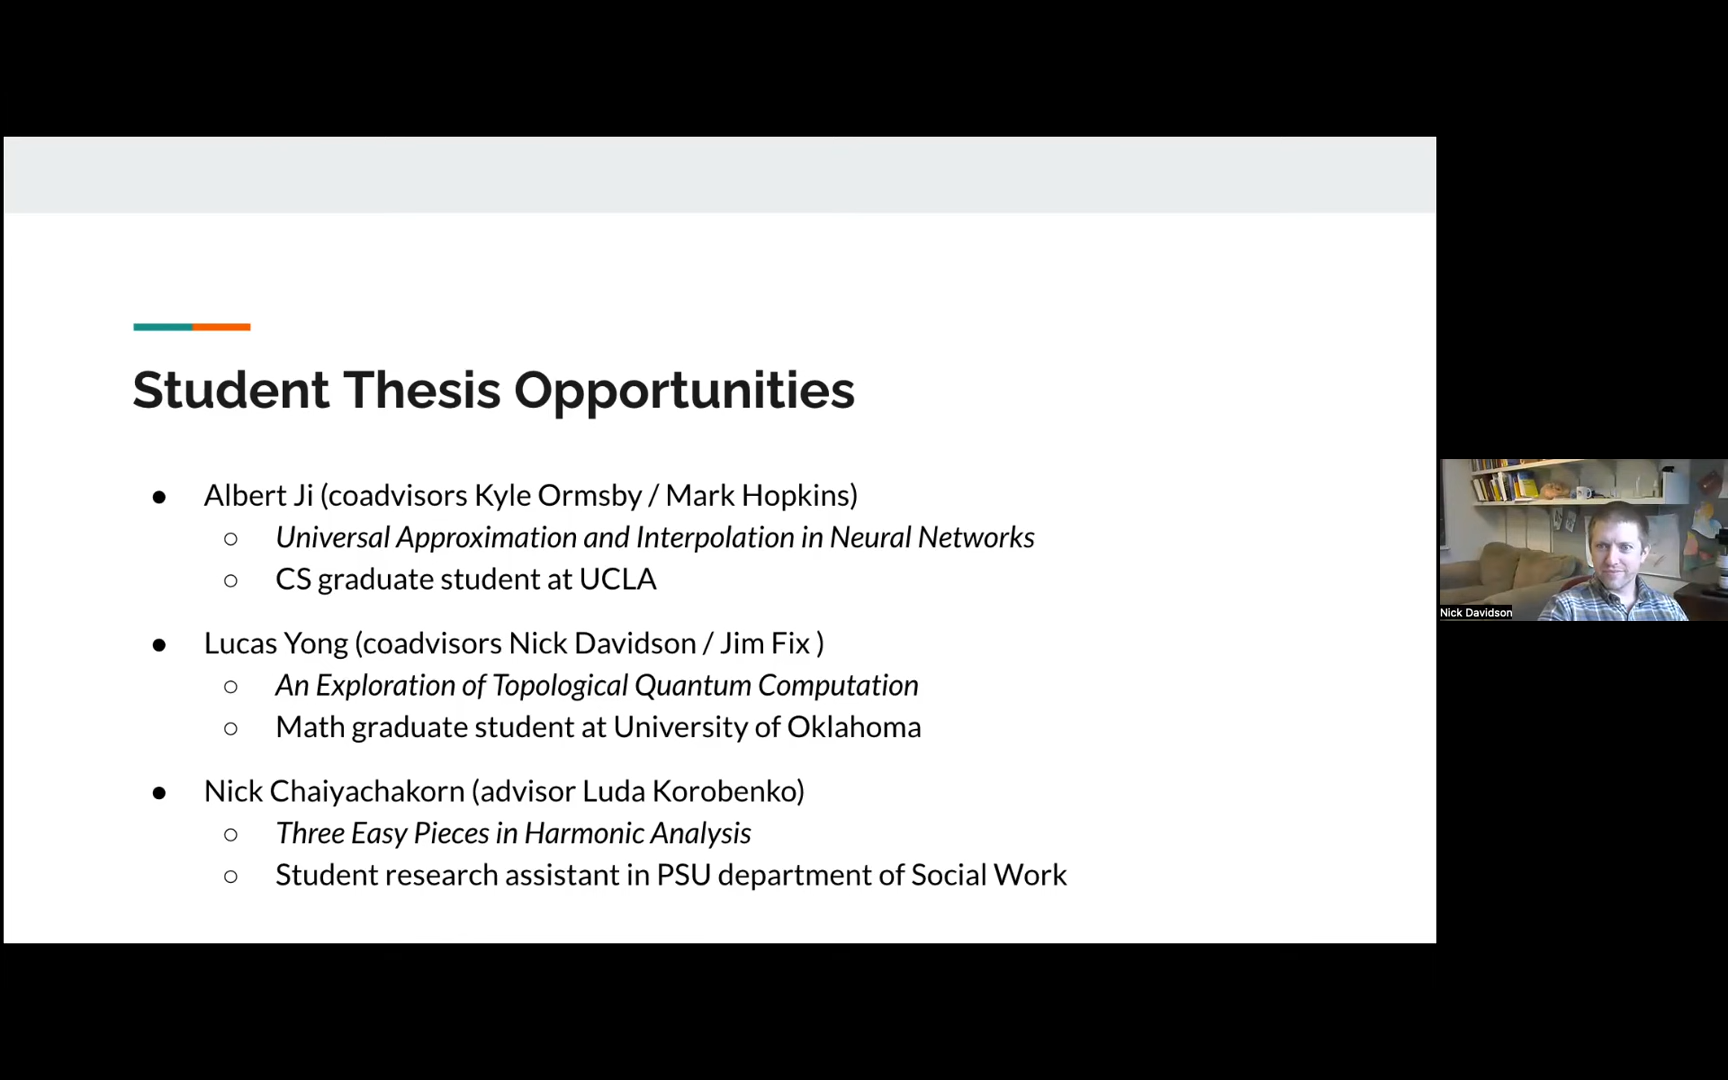 Student Thesis Opportunities
● Albert Ji (coadvisors Kyle Ormsby / Mark Hopkins)
○ Universal Approximation and Interpolation in Neural Networks
○ CS graduate student at UCLA
● Lucas Yong (coadvisors Nick Davidson / Jim Fix )
○ An Exploration of Topological Quantum Computation
○ Math graduate student at University of Oklahoma
● Nick Chaiyachakorn (advisor Luda Korobenko)
○ Three Easy Pieces in Harmonic Analysis
○ Student research assistant in PSU department of Social Work
Nick Davidson